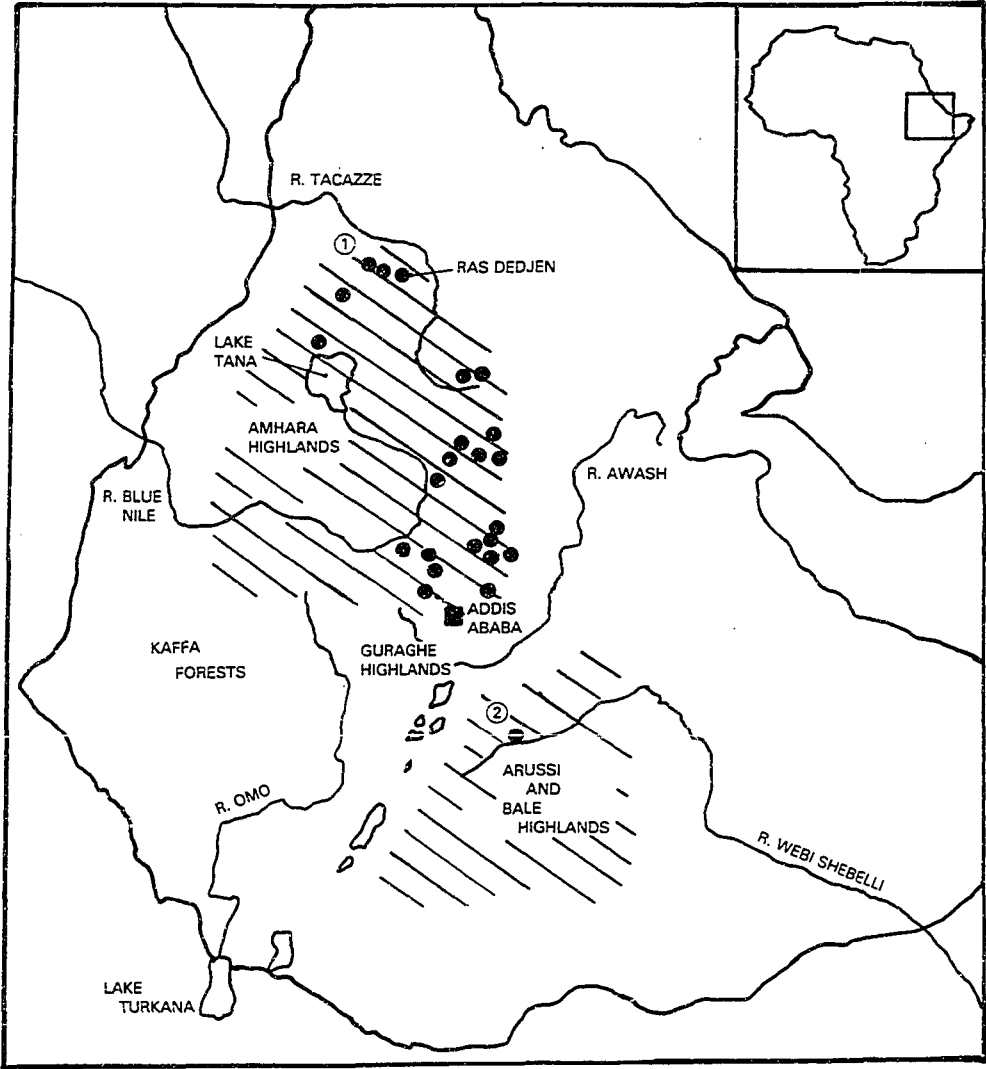 R. TACAZZE
1
RAS DEDJEN
LAKE
TANA
AMHARA
HIGHLANDS
R. AWASH
R. BLUE
NILE
ADDIS
ABABA
KAFFA
FORESTS
GURAGHE
HIGHLANDS
2
ARUSSI
AND
BALE
HIGHLANDS
R. OMO
R. WEBI SHEBELLI
LAKE
TURKANA